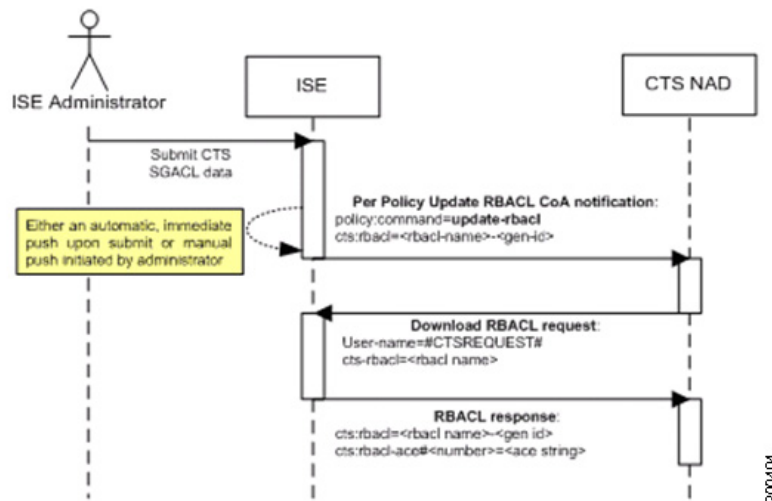 ISE Administrator
ISE
CTS NAD
Submit CTS
SGACL data
Either an automatic, immediate
push upon submit or manual
push initiated by administrator
Per Policy Update RBACL CoA notification:
policy:command=update-rbacl
cts:rbacl=<rbacl-name>-<gen-id>
Download RBACL request:
User-name=#CTSREQUEST#
cts-rbacl=<rbacl name>
RBACL response:
cts:rbacl=<rbacl name>-<gen id>
cts:rbacl-ace#<number>=<ace string>